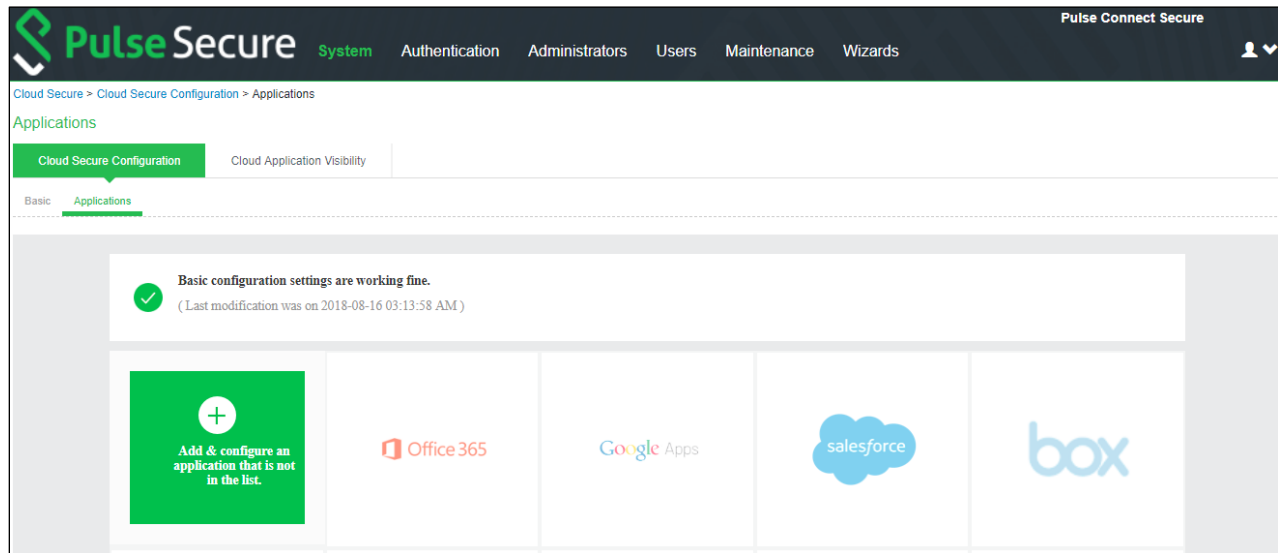 Pulse Connect Secure
Pulse Secure
System Authentication Administrators Users Maintenance Wizards
Cloud Secure > Cloud Secure Configuration > Applications
Applications
Cloud Secure Configuration Cloud Application Visibility
Basic Applications
Basic configuration settings are working fine.
( Last modification was on 2018-08-16 03:13:58 AM )
Add & configure an
application that is not
in the list.
Office 365
Google Apps
salesforce
box